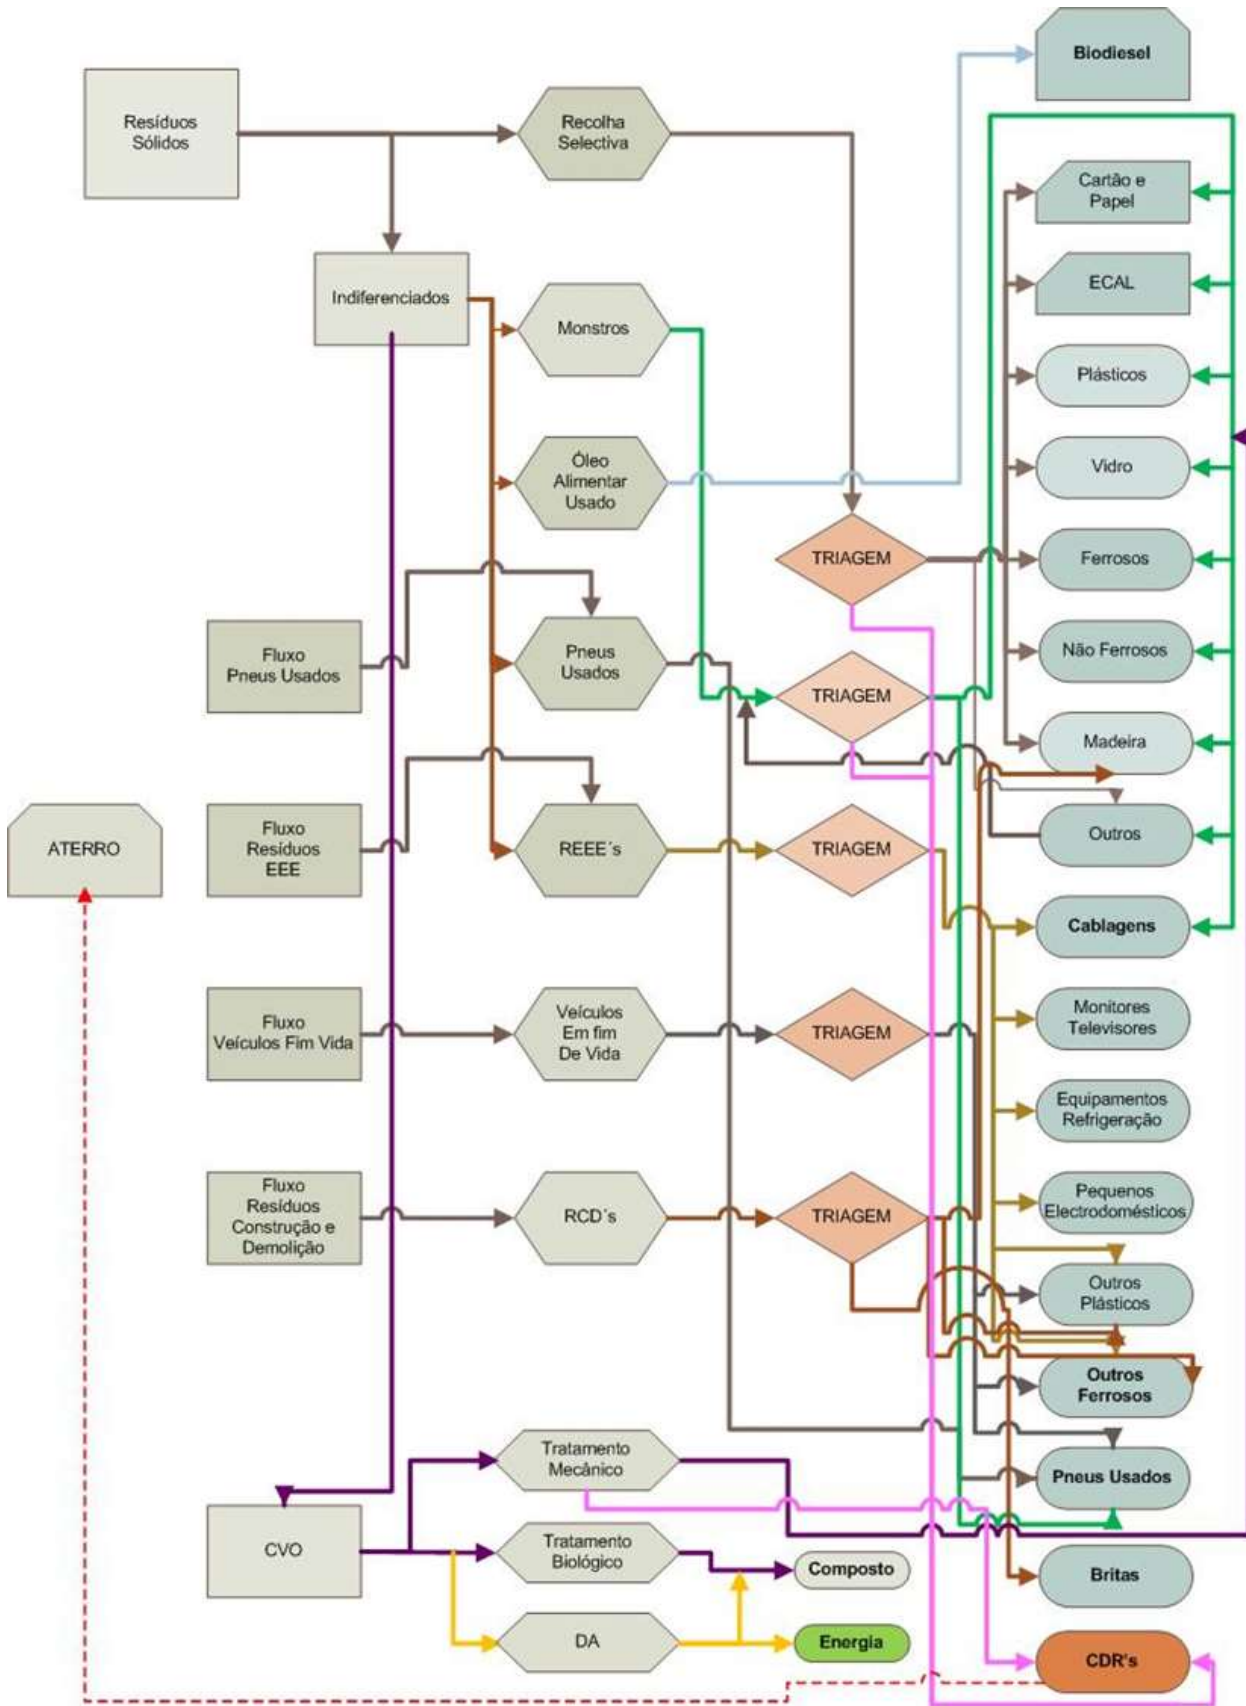 Biodiesel
Resíduos
Sólidos
Recolha
Selectiva
Cartão e
Papel
Indiferenciados
Monstros
ECAL
Plásticos
Óleo
Alimentar
Usado
Vidro
TRIAGEM
Ferrosos
Fluxo
Pneus Usados
Pneus
Usados
TRIAGEM
Não Ferrosos
Madeira
ATERRO
Fluxo
Resíduos
EEE
REEE´s
TRIAGEM
Outros
Cablagens
Fluxo
Veículos Fim Vida
Veículos
Em fim
De Vida
TRIAGEM
Monitores
Televisores
Equipamentos
Refrigeração
Fluxo
Resíduos
Construção e
Demolição
RCD´s
TRIAGEM
Pequenos
Electrodomésticos
Outros
Plásticos
Outros
Ferrosos
Tratamento
Mecânico
Pneus Usados
CVO
Tratamento
Biológico
Composto
Britas
DA
Energia
CDR's